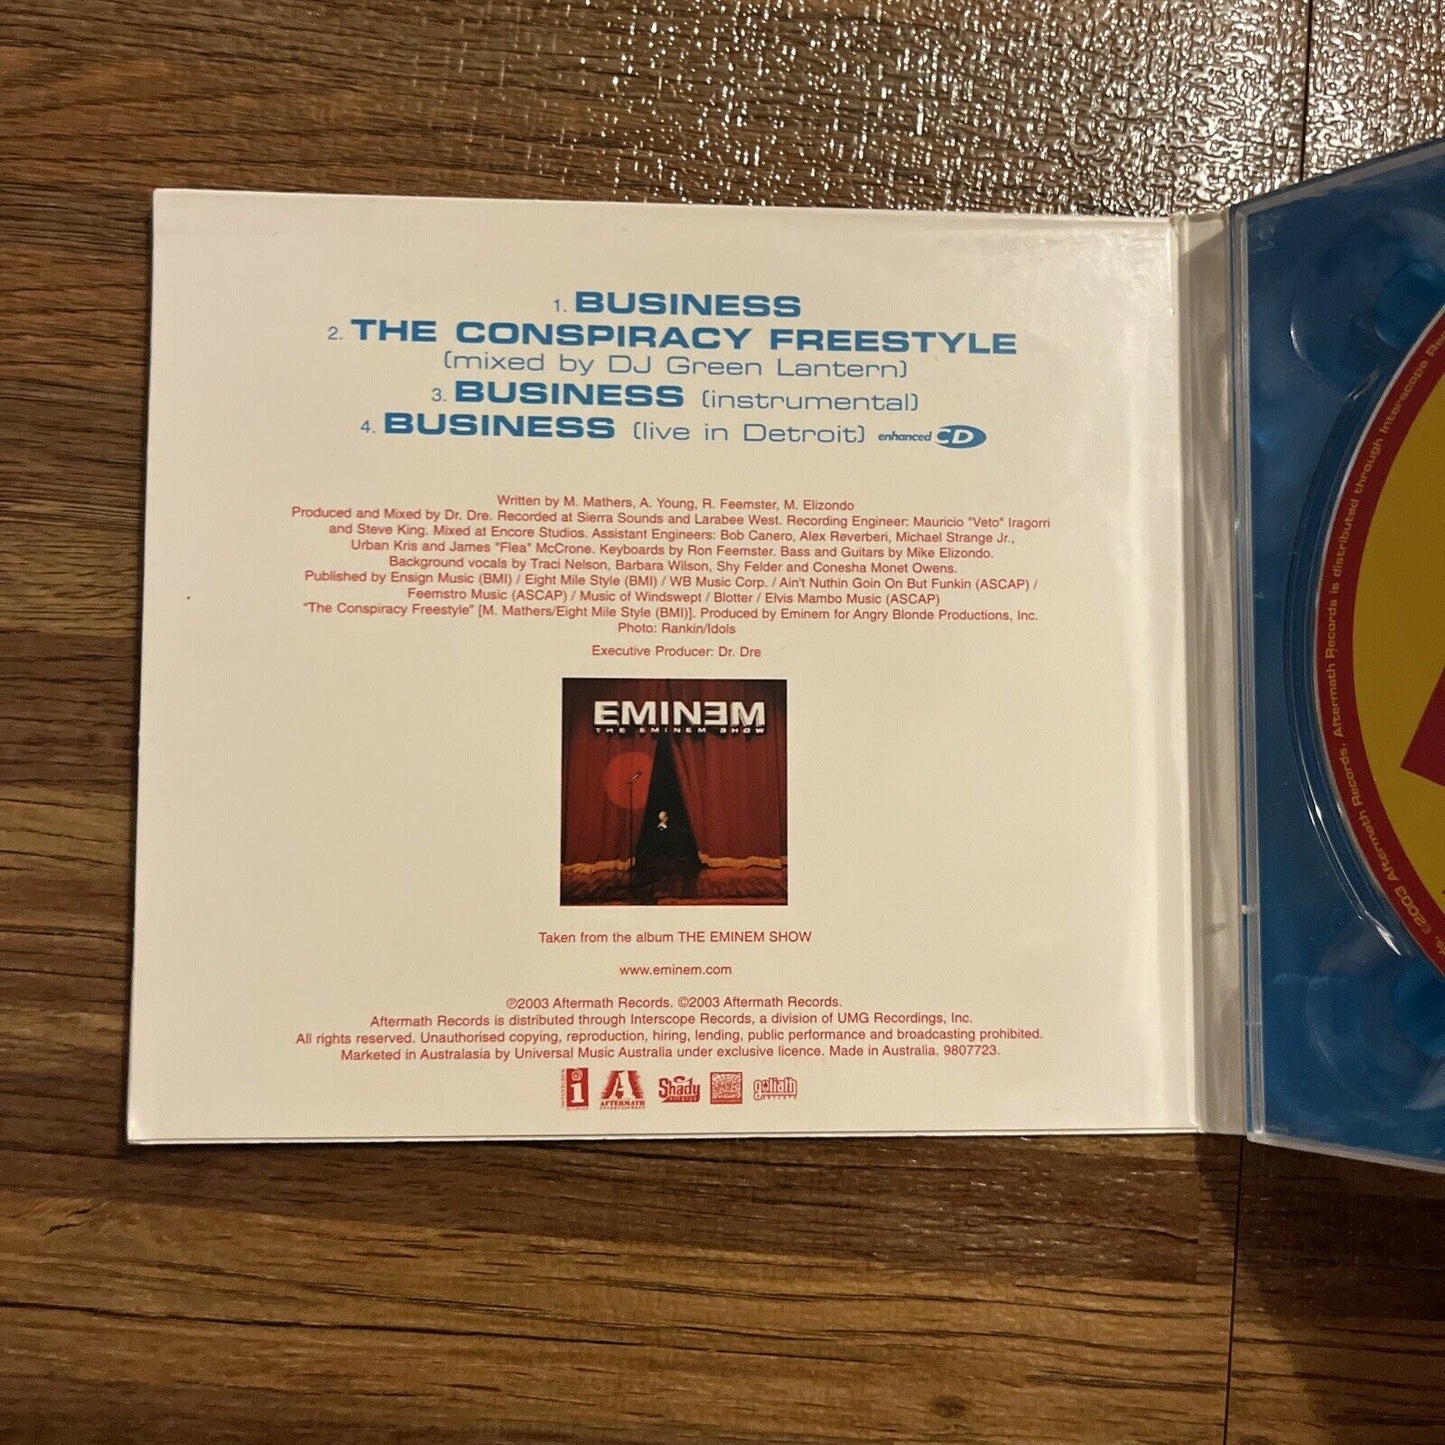 1. BUSINESS
2. THE CONSPIRACY FREESTYLE
(mixed by DJ Green Lantern)
3. BUSINESS (instrumental)
4. BUSINESS (live in Detroit) enhanced CD
Written by M. Mathers, A. Young, R. Feemster, M. Elizondo
Produced and Mixed by Dr. Dre. Recorded at Sierra Sounds and Larabee West. Recording Engineer: Mauricio "Veto" Iragorri
and Steve King. Mixed at Encore Studios. Assistant Engineers: Bob Canero, Alex Reverberi, Michael Strange Jr.,
Urban Kris and James "Flea" McCrone. Keyboards by Ron Feemster. Bass and Guitars by Mike Elizondo.
Background vocals by Traci Nelson, Barbara Wilson, Shy Felder and Conesha Monet Owens.
Published by Ensign Music (BMI) / Eight Mile Style (BMI) / WB Music Corp. / Ain't Nuthin Goin On But Funkin (ASCAP) /
Feemstro Music (ASCAP) / Music of Windswept / Blotter / Elvis Mambo Music (ASCAP)
"The Conspiracy Freestyle" [M. Mathers/Eight Mile Style (BMI)]. Produced by Eminem for Angry Blonde Productions, Inc.
Photo: Rankin/Idols
Executive Producer: Dr. Dre
EMINƎM
THE EMINEM SHOW
Taken from the album THE EMINEM SHOW
www.eminem.com
℗2003 Aftermath Records. ©2003 Aftermath Records.
Aftermath Records is distributed through Interscope Records, a division of UMG Recordings, Inc.
All rights reserved. Unauthorised copying, reproduction, hiring, lending, public performance and broadcasting prohibited.
Marketed in Australasia by Universal Music Australia under exclusive licence. Made in Australia. 9807723.
INTERSCOPE i
A AFTERMATH ENTERTAINMENT
Shady RECORDS
goliath ARTISTS
©2003 Aftermath Records. Aftermath Records is distributed through Interscope